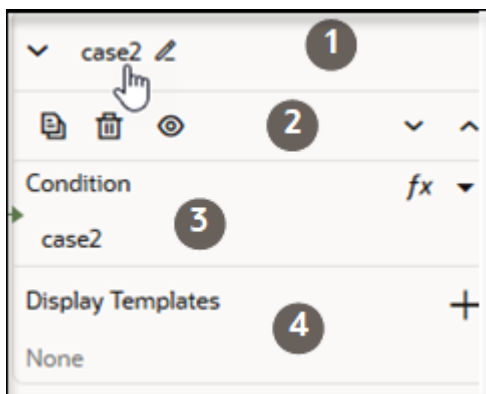 case2 1
2
Condition fx
case2 3
Display Templates
4
None